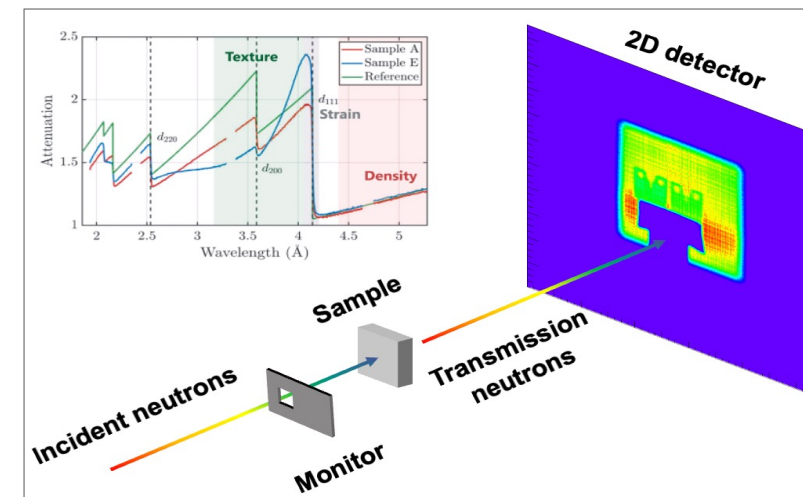 2.5
2
1.5
1
Attenuation
Texture
Sample A
Sample E
Reference
d220
d200
d111
Strain
Density
2
2.5
3
3.5
4
4.5
5
Wavelength (Å)
2D detector
Sample
Transmission
neutrons
Incident neutrons
Monitor